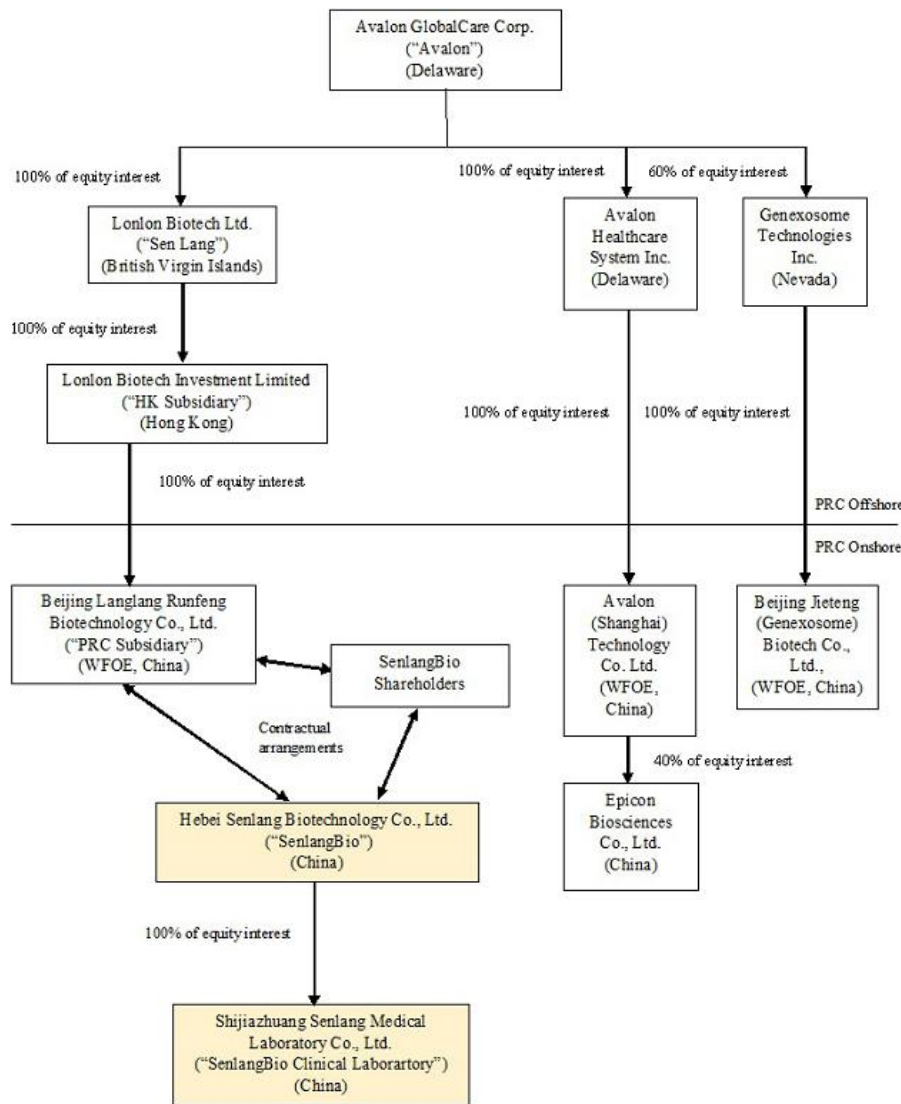 Avalon GlobalCare Corp.
(“Avalon”)
(Delaware)
100% of equity interest
100% of equity interest
60% of equity interest
Lonlon Biotech Ltd.
(“Sen Lang”)
(British Virgin Islands)
Avalon
Healthcare
System Inc.
(Delaware)
Genexosome
Technologies
Inc.
(Nevada)
100% of equity interest
Lonlon Biotech Investment Limited
(“HK Subsidiary”)
(Hong Kong)
100% of equity interest
100% of equity interest
100% of equity interest
PRC Offshore
PRC Onshore
Beijing Langlang Runfeng
Biotechnology Co., Ltd.
(“PRC Subsidiary”)
(WFOE, China)
SenlangBio
Shareholders
Avalon
(Shanghai)
Technology
Co. Ltd.
(WFOE,
China)
Beijing Jieteng
(Genexosome)
Biotech Co.,
Ltd.,
(WFOE, China)
Contractual
arrangements
40% of equity interest
Hebei Senlang Biotechnology Co., Ltd.
(“SenlangBio”)
(China)
Epicon
Biosciences
Co., Ltd.
(China)
100% of equity interest
Shijiazhuang Senlang Medical
Laboratory Co., Ltd.
(“SenlangBio Clinical Laborartory”)
(China)